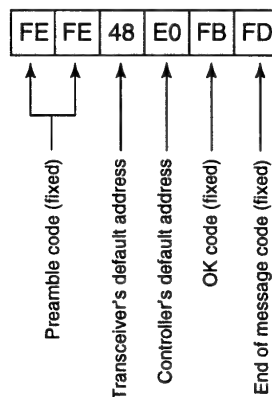 FE FE 48 E0 FB FD
Preamble code (fixed)
Transceiver's default address
Controller's default address
OK code (fixed)
End of message code (fixed)